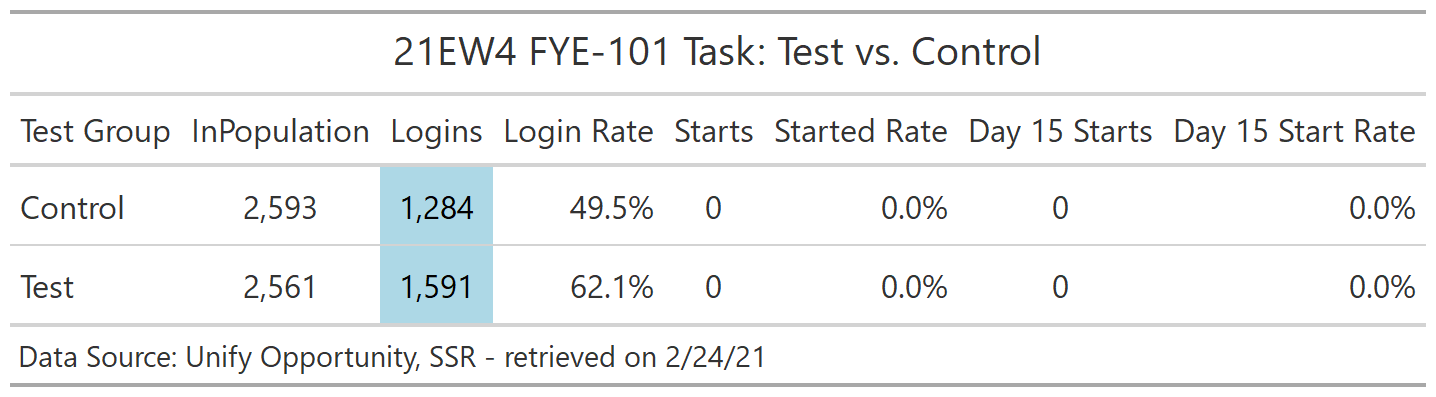 21EW4 FYE-101 Task: Test vs. Control
Test Group InPopulation Logins Login Rate Starts Started Rate Day 15 Starts Day 15 Start Rate
Control 2,593 1,284 49.5% 0 0.0% 0 0.0%
Test 2,561 1,591 62.1% 0 0.0% 0 0.0%
Data Source: Unify Opportunity, SSR - retrieved on 2/24/21